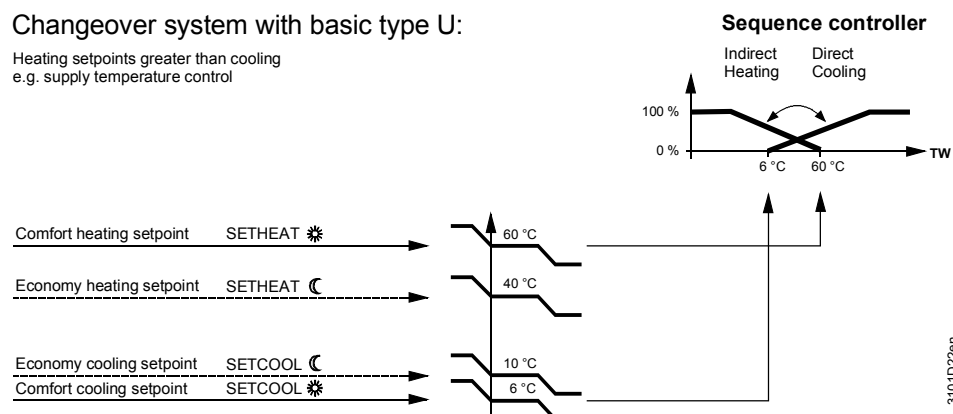 Changeover system with basic type U:
Heating setpoints greater than cooling
e.g. supply temperature control
Sequence controller
Indirect Heating
Direct Cooling
100 %
0 %
TW
6 °C
60 °C
Comfort heating setpoint SETHEAT
60 °C
Economy heating setpoint SETHEAT
40 °C
Economy cooling setpoint SETCOOL
10 °C
Comfort cooling setpoint SETCOOL
6 °C
3101D22en